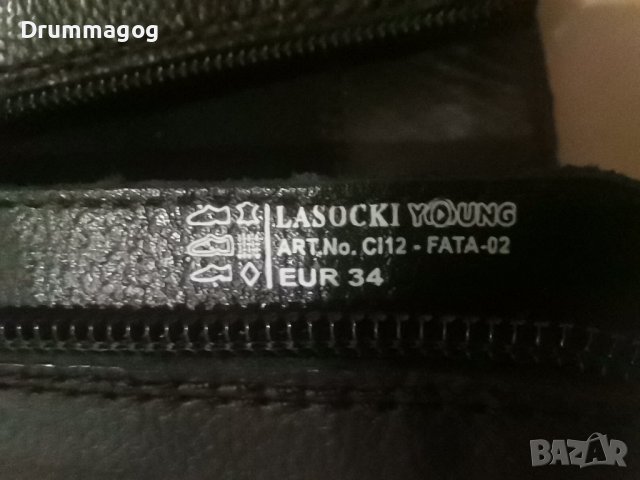 Drummagog
LASOCKI YOUNG
ART.No. CI12 - FATA-02
EUR 34
BAZAR